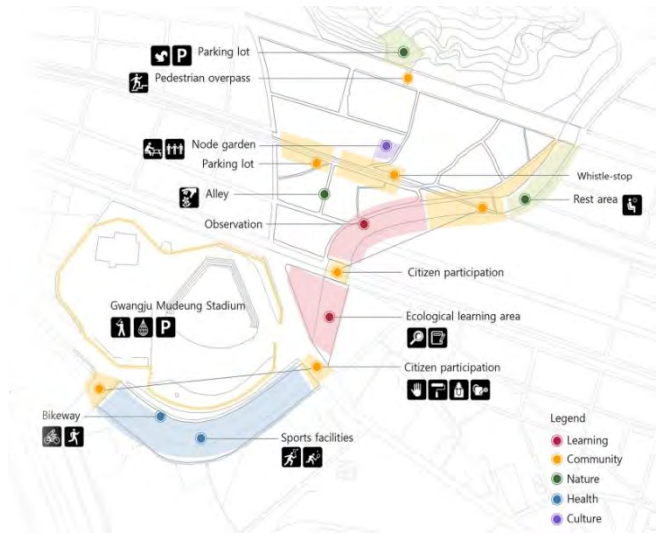 P
Parking lot
Pedestrian overpass
Node garden
Parking lot
Whistle-stop
Alley
Rest area
Observation
Citizen participation
Gwangju Mudeung Stadium
P
Ecological learning area
Citizen participation
Bikeway
Sports facilities
Legend
Learning
Community
Nature
Health
Culture